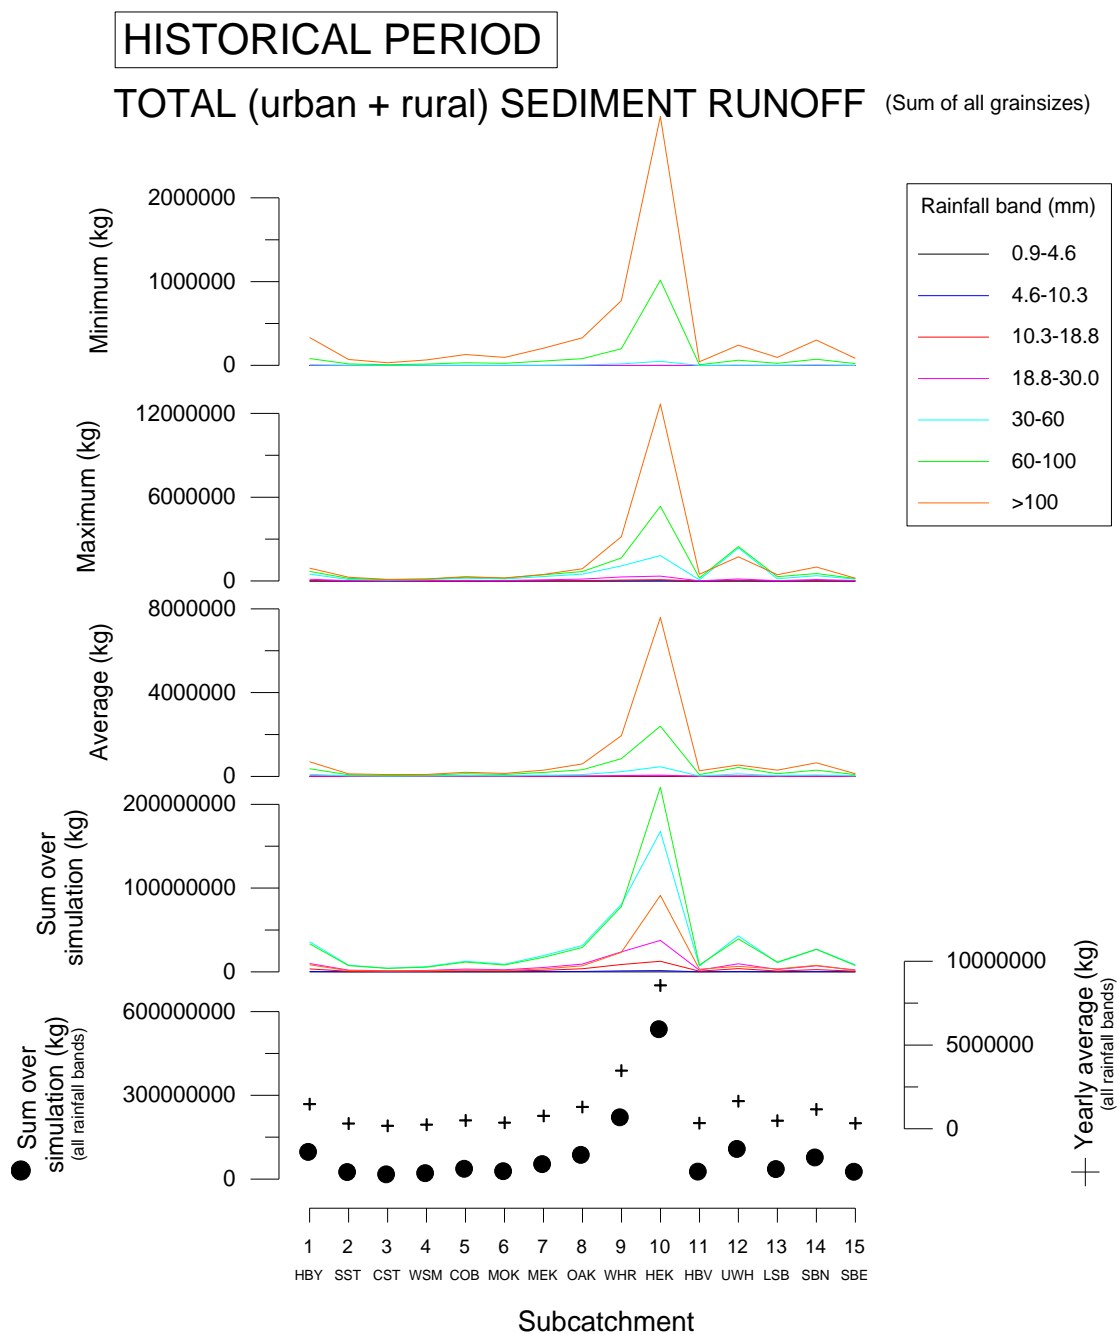 HISTORICAL PERIOD
TOTAL (urban + rural) SEDIMENT RUNOFF (Sum of all grainsizes)
Minimum (kg)
2000000
1000000
0
Rainfall band (mm)
0.9-4.6
4.6-10.3
10.3-18.8
18.8-30.0
30-60
60-100
>100
Maximum (kg)
12000000
6000000
0
Average (kg)
8000000
4000000
0
Sum over
simulation (kg)
200000000
100000000
0
Sum over
simulation (kg)
(all rainfall bands)
600000000
300000000
0
10000000
5000000
0
Yearly average (kg)
(all rainfall bands)
1 2 3 4 5 6 7 8 9 10 11 12 13 14 15
HBY SST CST WSM COB MOK MEK OAK WHR HEK HBV UWH LSB SBN SBE
Subcatchment